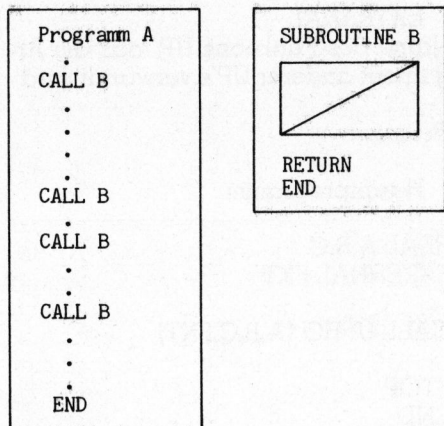 Programm A
CALL B
.
.
.
.
CALL B
.
CALL B
.
.
CALL B
.
.
.
END
SUBROUTINE B
RETURN
END